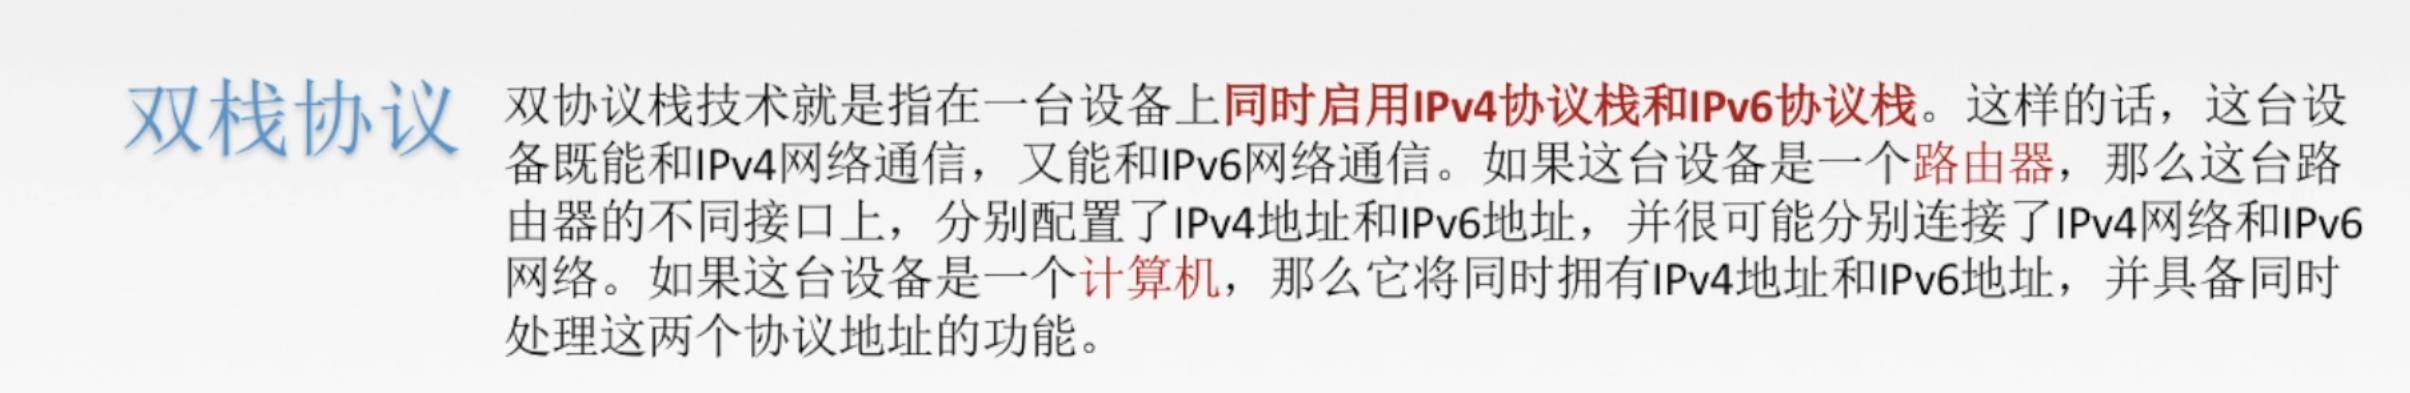 双栈协议
双协议栈技术就是指在一台设备上同时启用IPv4协议栈和IPv6协议栈。这样的话，这台设
备既能和IPv4网络通信，又能和IPv6网络通信。如果这台设备是一个路由器，那么这台路
由器的不同接口上，分别配置了IPv4地址和IPv6地址，并很可能分别连接了IPv4网络和IPv6
网络。如果这台设备是一个计算机，那么它将同时拥有IPv4地址和IPv6地址，并具备同时
处理这两个协议地址的功能。